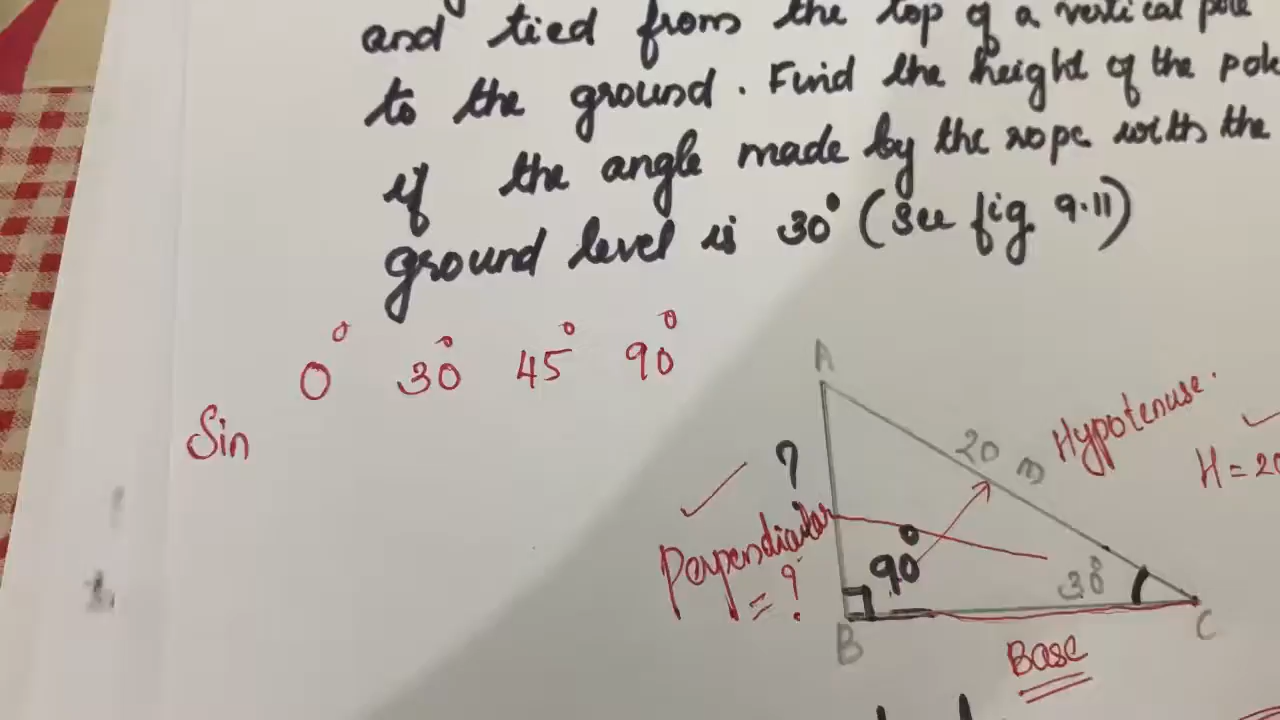 and tied from the top of a vertical pole
to the ground. Find the height of the pole
if the angle made by the rope with the
ground level is 30° (See fig 9.11)
0° 30° 45° 90°
Sin
A
Hypotenuse.
20 m
?
H = 20
Perpendicular
= ?
90°
30°
B
C
Base